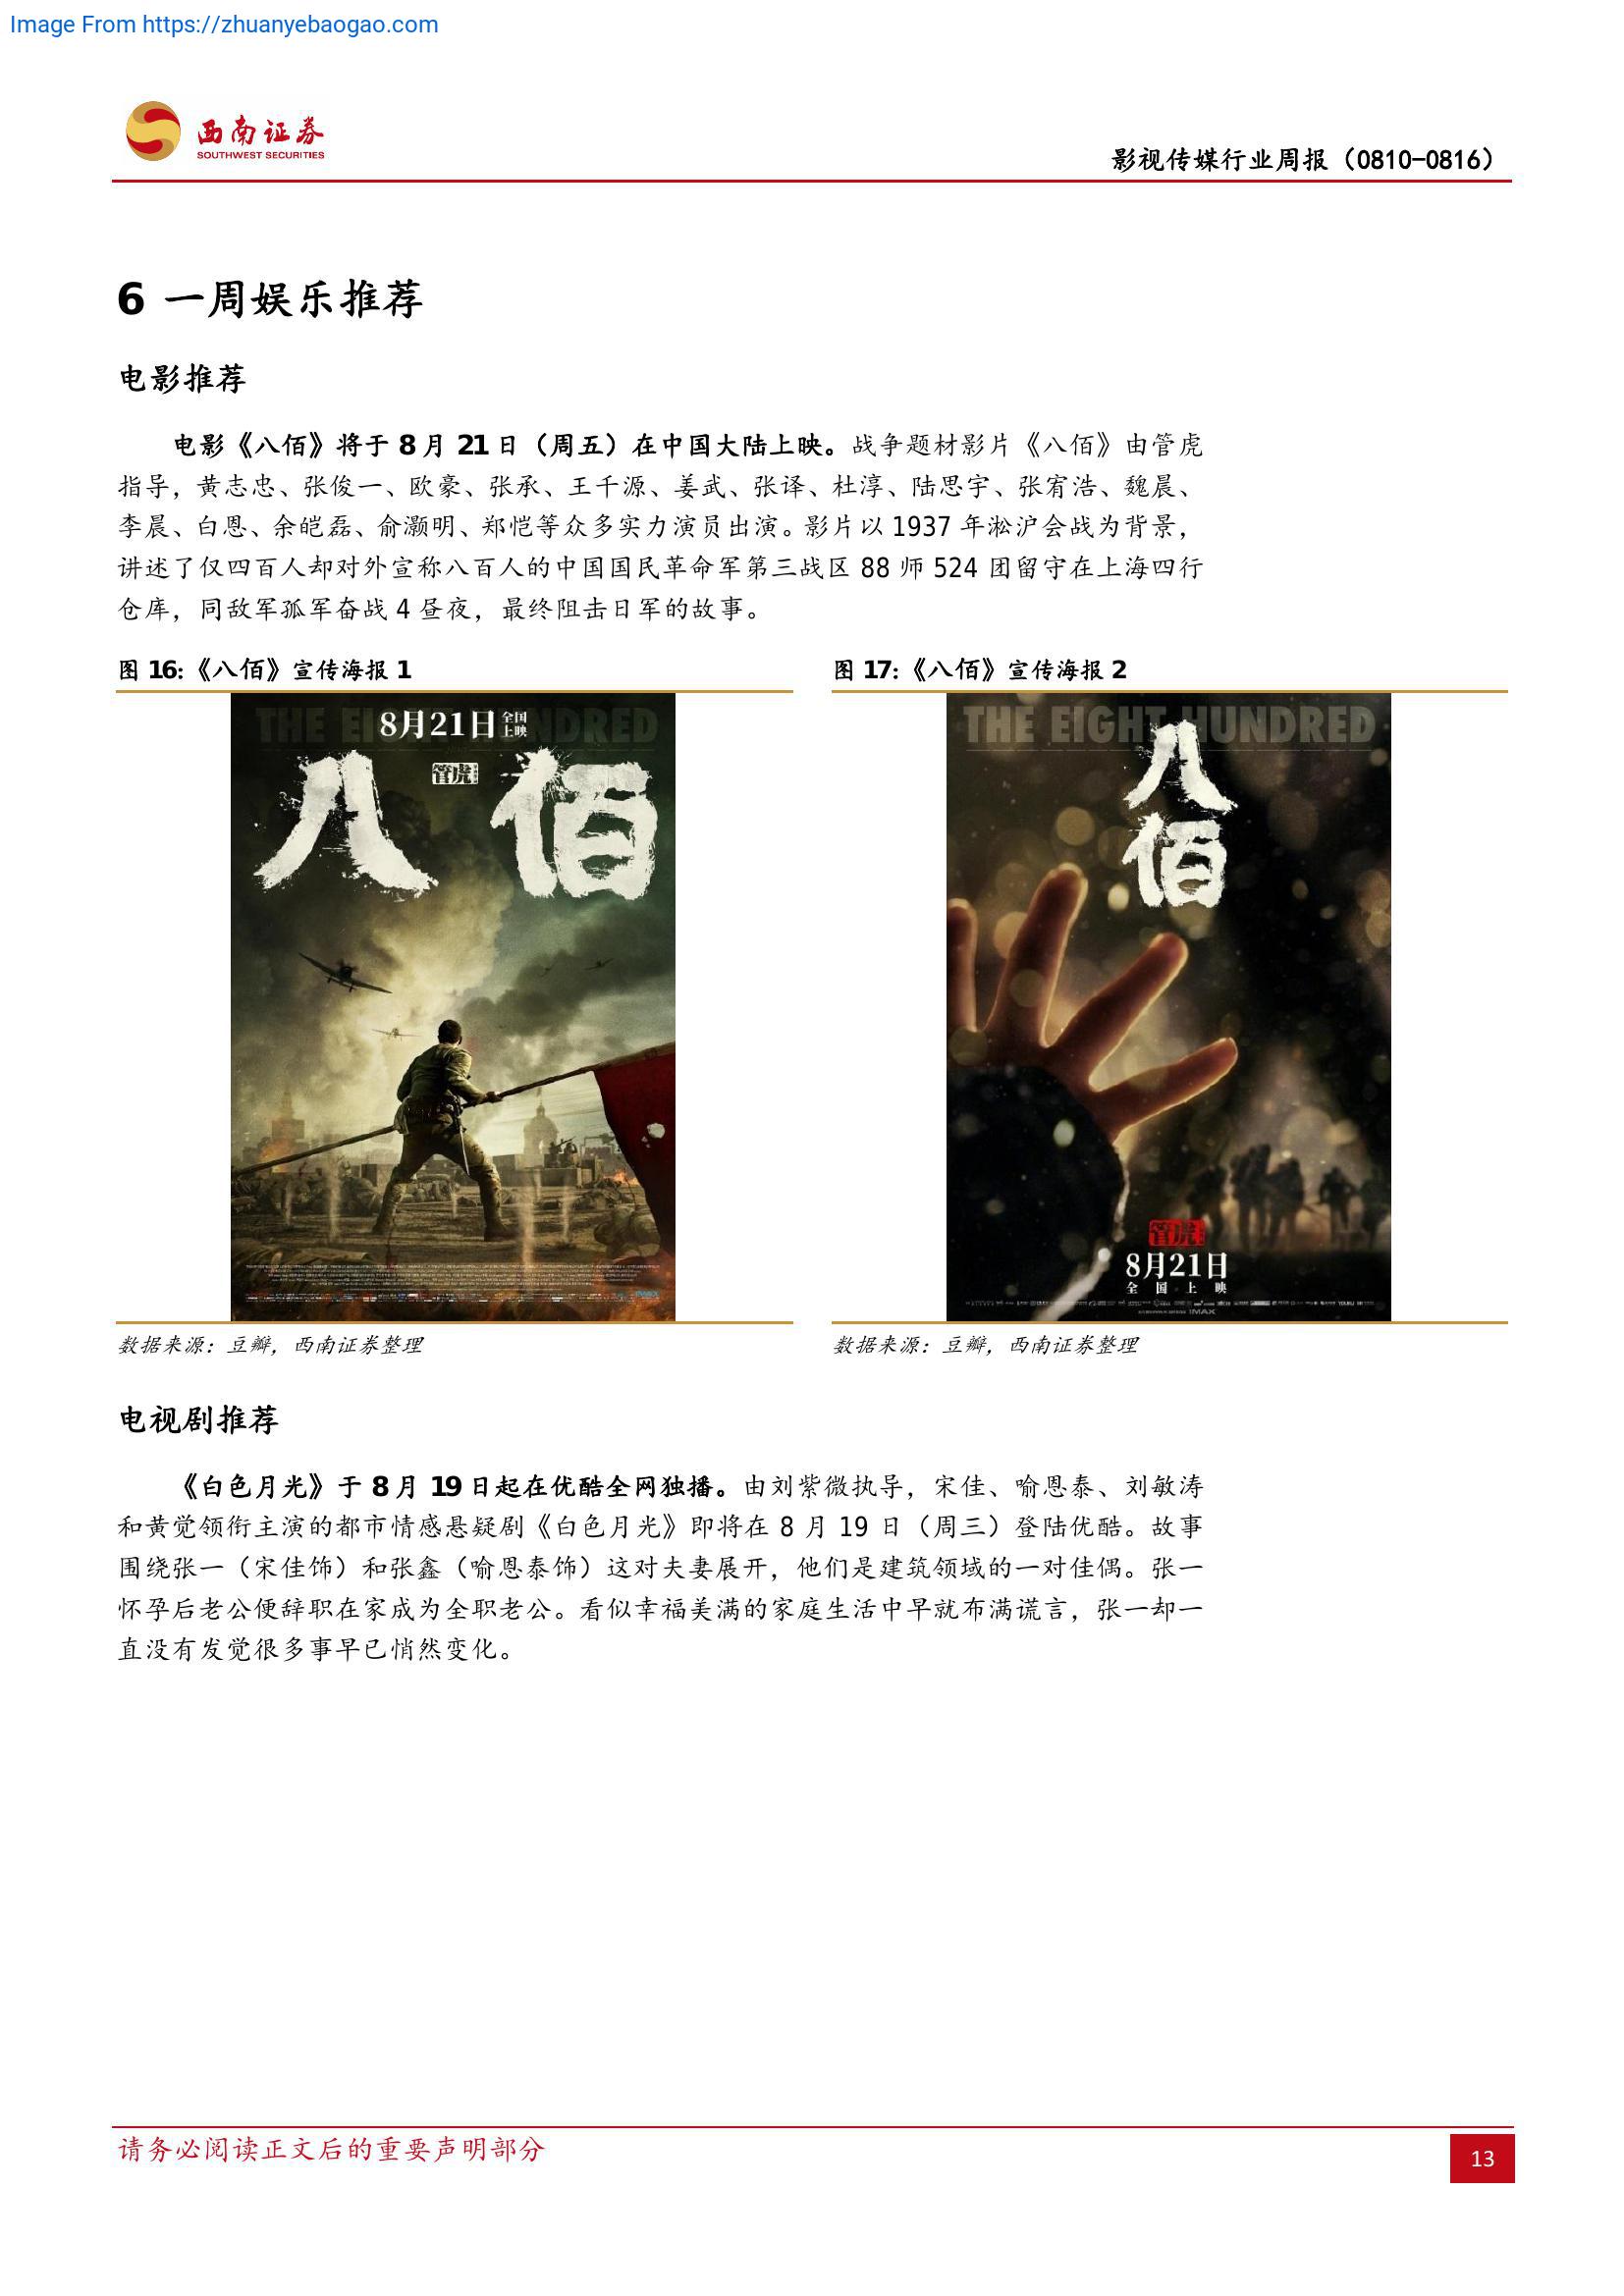 Image From https://zhuanyebaogao.com
西南证券
SOUTHWEST SECURITIES
影视传媒行业周报（0810-0816）
6 一周娱乐推荐
电影推荐
电影《八佰》将于 8 月 21 日（周五）在中国大陆上映。战争题材影片《八佰》由管虎
指导，黄志忠、张俊一、欧豪、张承、王千源、姜武、张译、杜淳、陆思宇、张宥浩、魏晨、
李晨、白恩、余皑磊、俞灏明、郑恺等众多实力演员出演。影片以 1937 年淞沪会战为背景，
讲述了仅四百人却对外宣称八百人的中国国民革命军第三战区 88 师 524 团留守在上海四行
仓库，同敌军孤军奋战 4 昼夜，最终阻击日军的故事。
图 16:《八佰》宣传海报 1
THE EIGHT HUNDRED
8月21日 全国上映
管虎
八佰
数据来源：豆瓣，西南证券整理
图 17:《八佰》宣传海报 2
THE EIGHT HUNDRED
八
佰
管虎
8月21日
全国上映
IMAX
数据来源：豆瓣，西南证券整理
电视剧推荐
《白色月光》于 8 月 19 日起在优酷全网独播。由刘紫微执导，宋佳、喻恩泰、刘敏涛
和黄觉领衔主演的都市情感悬疑剧《白色月光》即将在 8 月 19 日（周三）登陆优酷。故事
围绕张一（宋佳饰）和张鑫（喻恩泰饰）这对夫妻展开，他们是建筑领域的一对佳偶。张一
怀孕后老公便辞职在家成为全职老公。看似幸福美满的家庭生活中早就布满谎言，张一却一
直没有发觉很多事早已悄然变化。
请务必阅读正文后的重要声明部分
13